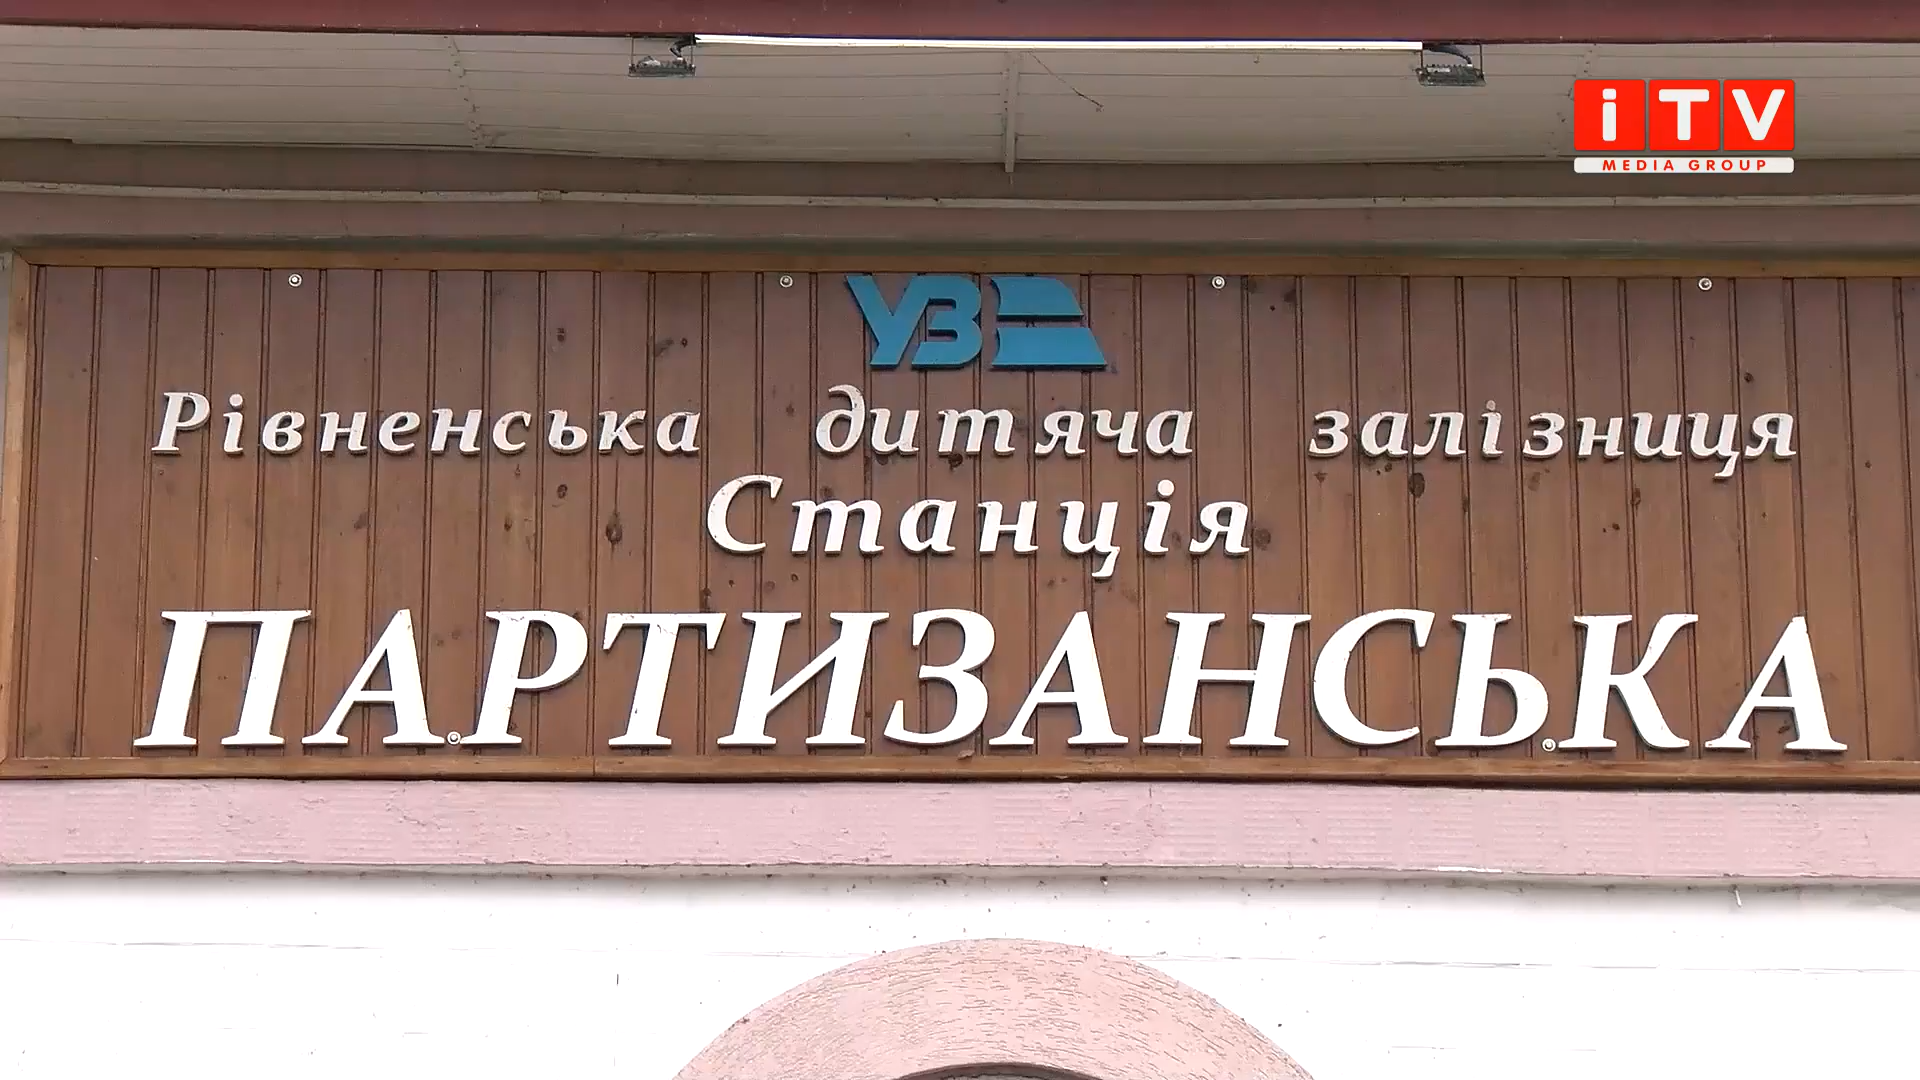 iTV
MEDIA GROUP
УЗ
Рівненська дитяча залізниця
Станція
ПАРТИЗАНСЬКА